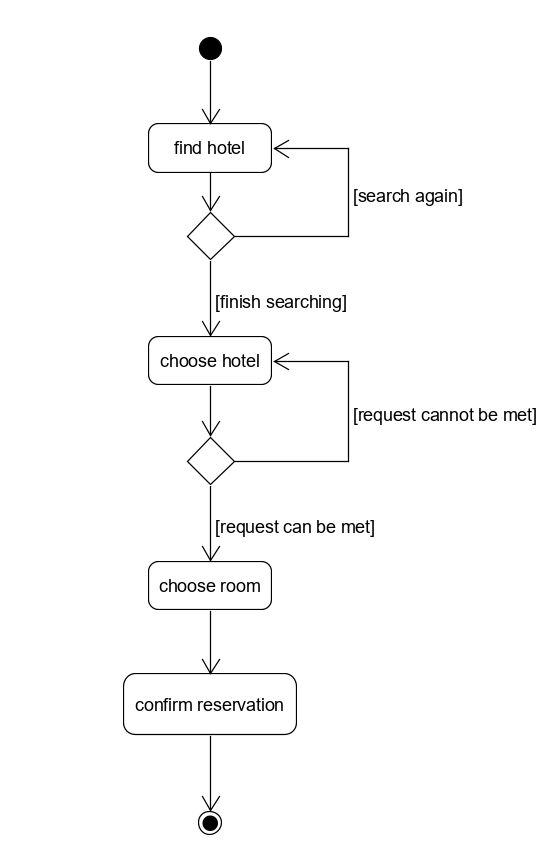 find hotel
[search again]
[finish searching]
choose hotel
[request cannot be met]
[request can be met]
choose room
confirm reservation